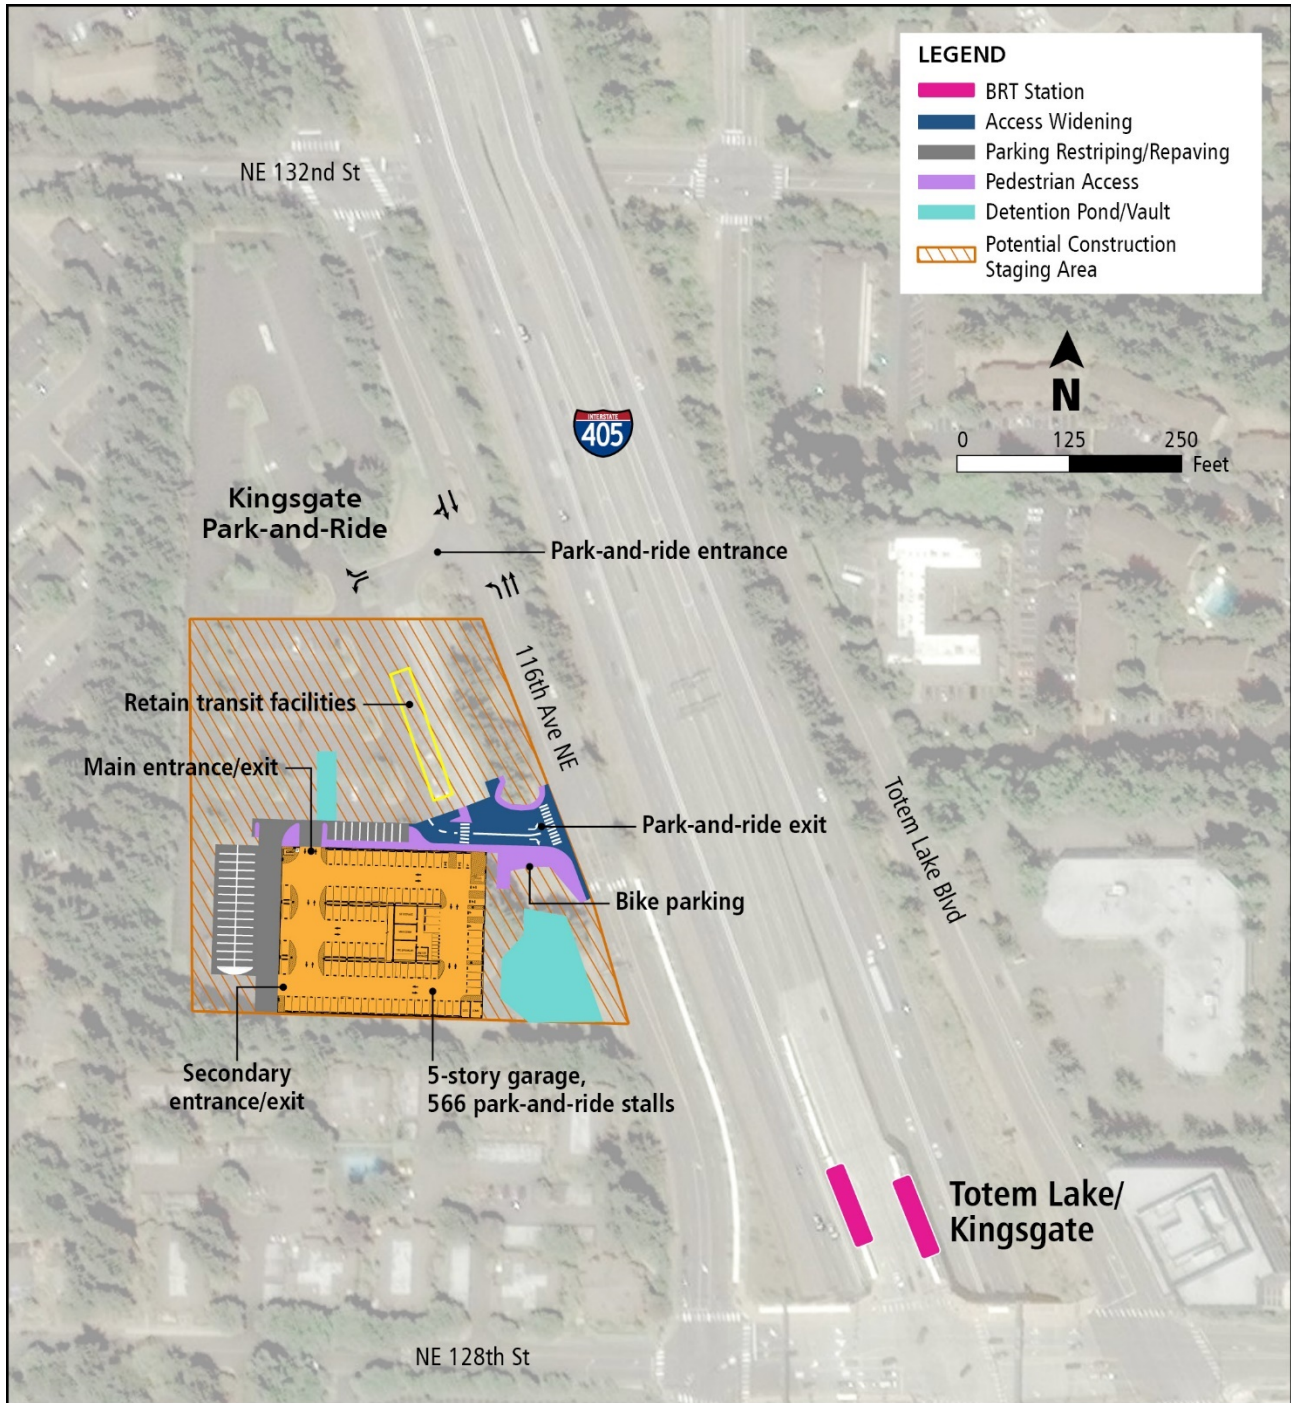 LEGEND
BRT Station
Access Widening
Parking Restriping/Repaving
Pedestrian Access
Detention Pond/Vault
Potential Construction
Staging Area
NE 132nd St
N
0 125 250
Feet
INTERSTATE
405
Kingsgate
Park-and-Ride
Park-and-ride entrance
116th Ave NE
Retain transit facilities
Main entrance/exit
Totem Lake Blvd
Park-and-ride exit
Bike parking
Secondary
entrance/exit
5-story garage,
566 park-and-ride stalls
Totem Lake/
Kingsgate
NE 128th St